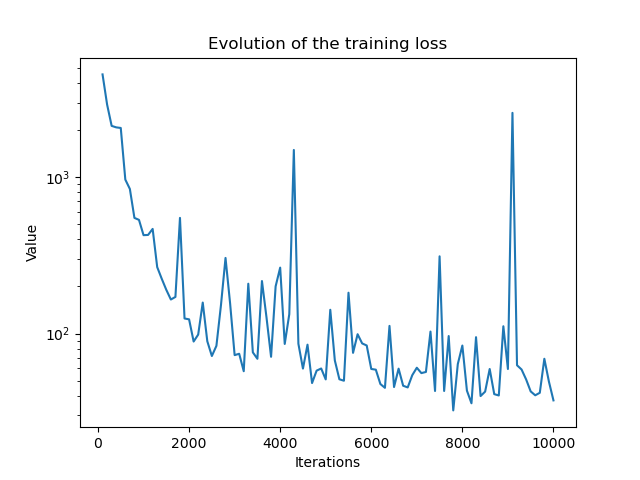 Evolution of the training loss
Value
10³
10²
0 2000 4000 6000 8000 10000
Iterations